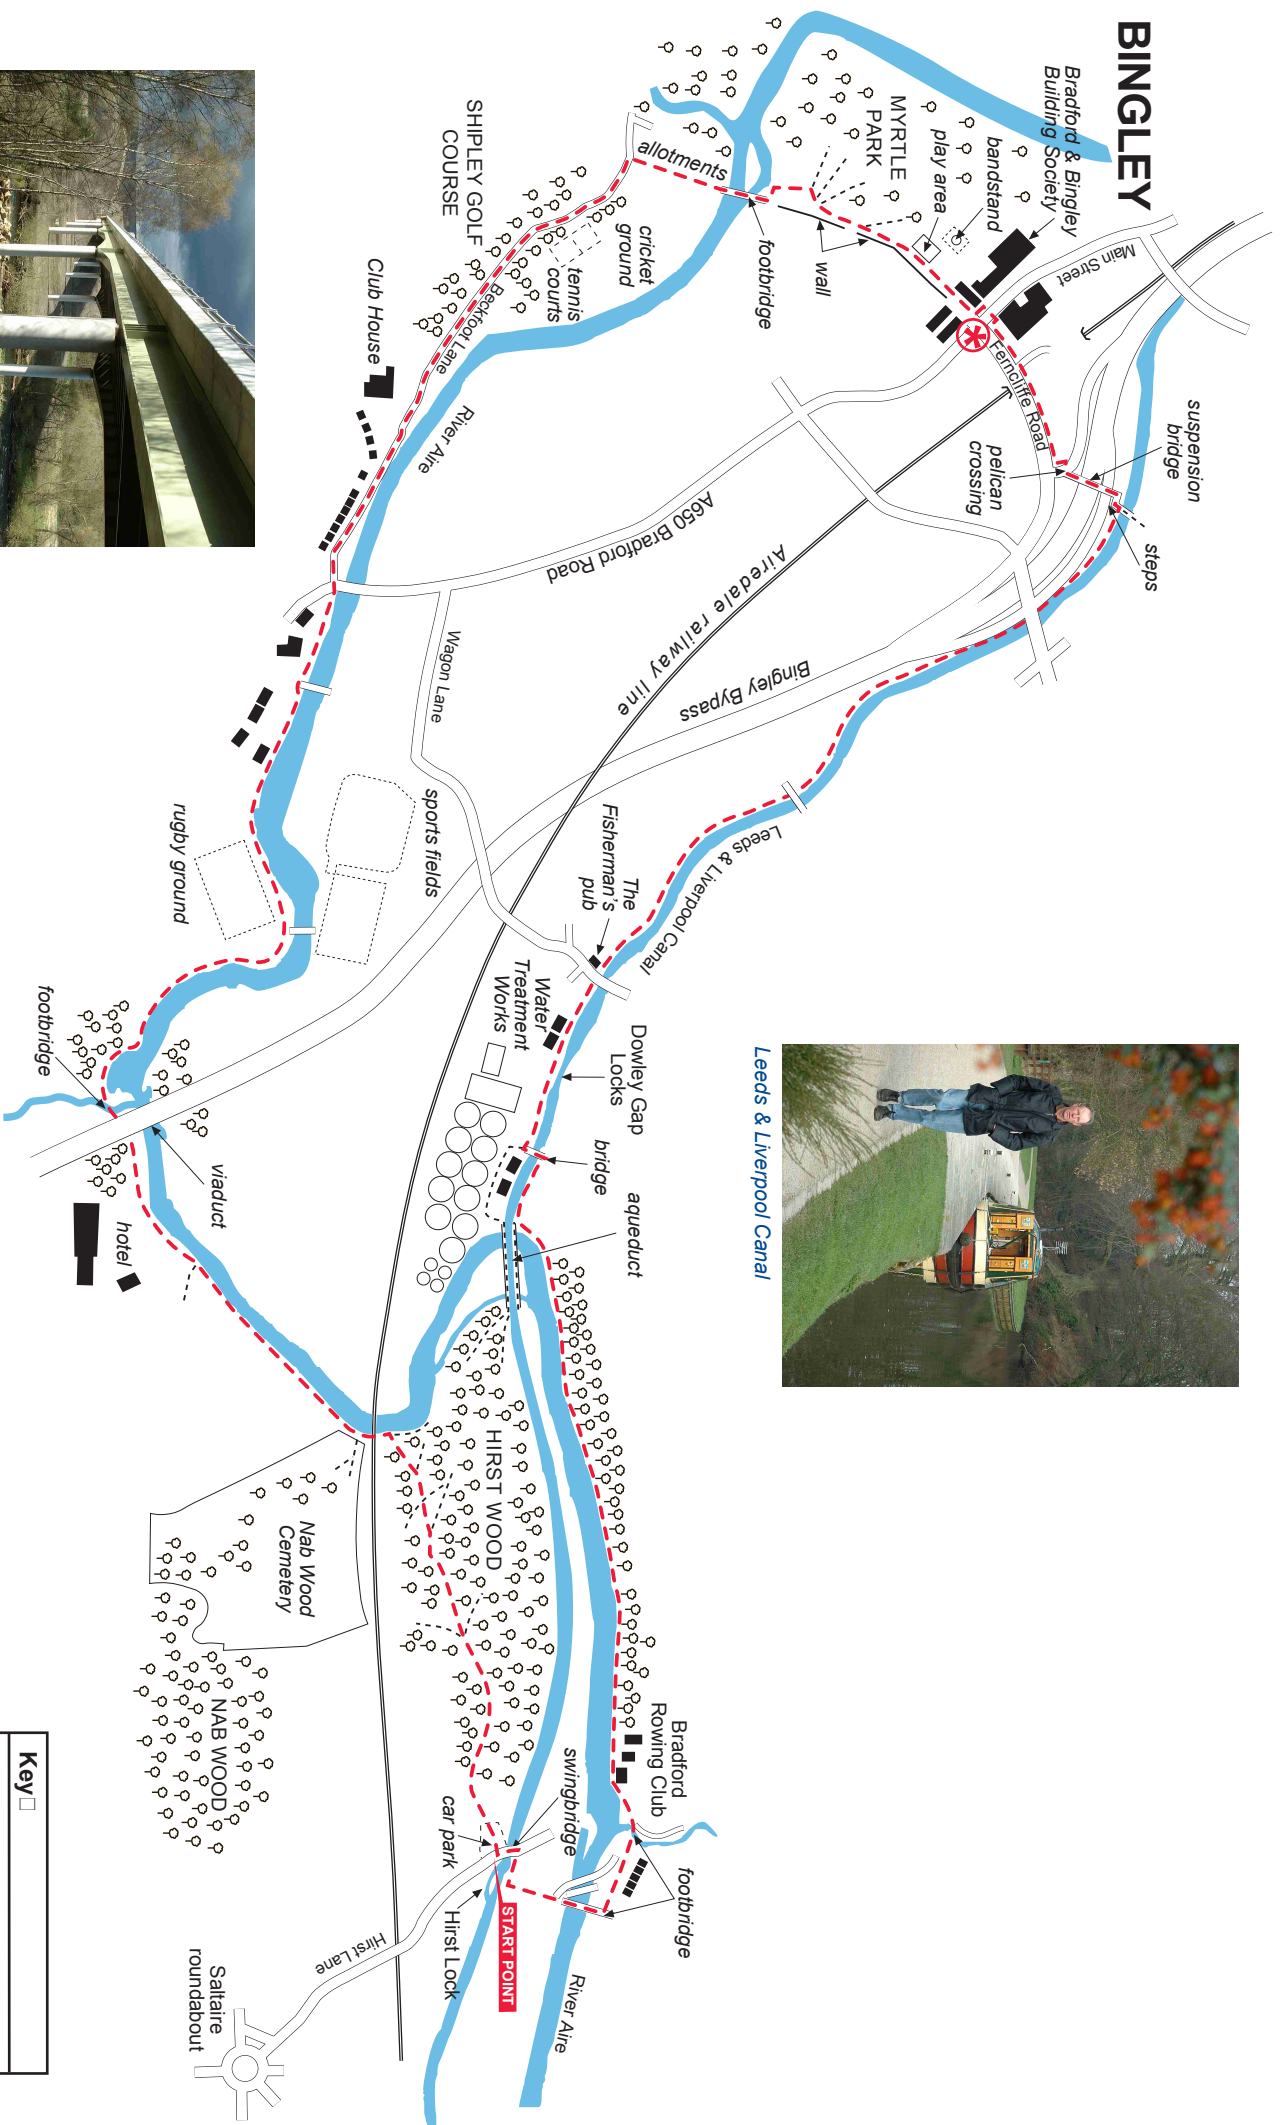 BINGLEY
Bradford & Bingley
Building Society
bandstand
play area
MYRTLE
PARK
wall
footbridge
allotments
Main Street
Ferncliffe Road
suspension
bridge
pelican
crossing
steps
SHIPLEY GOLF
COURSE
cricket
ground
tennis
courts
Beckfoot Lane
Club House
River Aire
A650 Bradford Road
Airedale railway line
Bingley Bypass
Wagon Lane
sports fields
rugby ground
The
Fisherman's
pub
Leeds & Liverpool Canal
Water
Treatment
Works
Dowley Gap
Locks
bridge
aqueduct
Leeds & Liverpool Canal
footbridge
viaduct
hotel
HIRST WOOD
Nab Wood
Cemetery
NAB WOOD
Bradford
Rowing Club
swingbridge
car park
footbridge
START POINT
Hirst Lock
Hirst Lane
River Aire
Saltaire
roundabout
Key